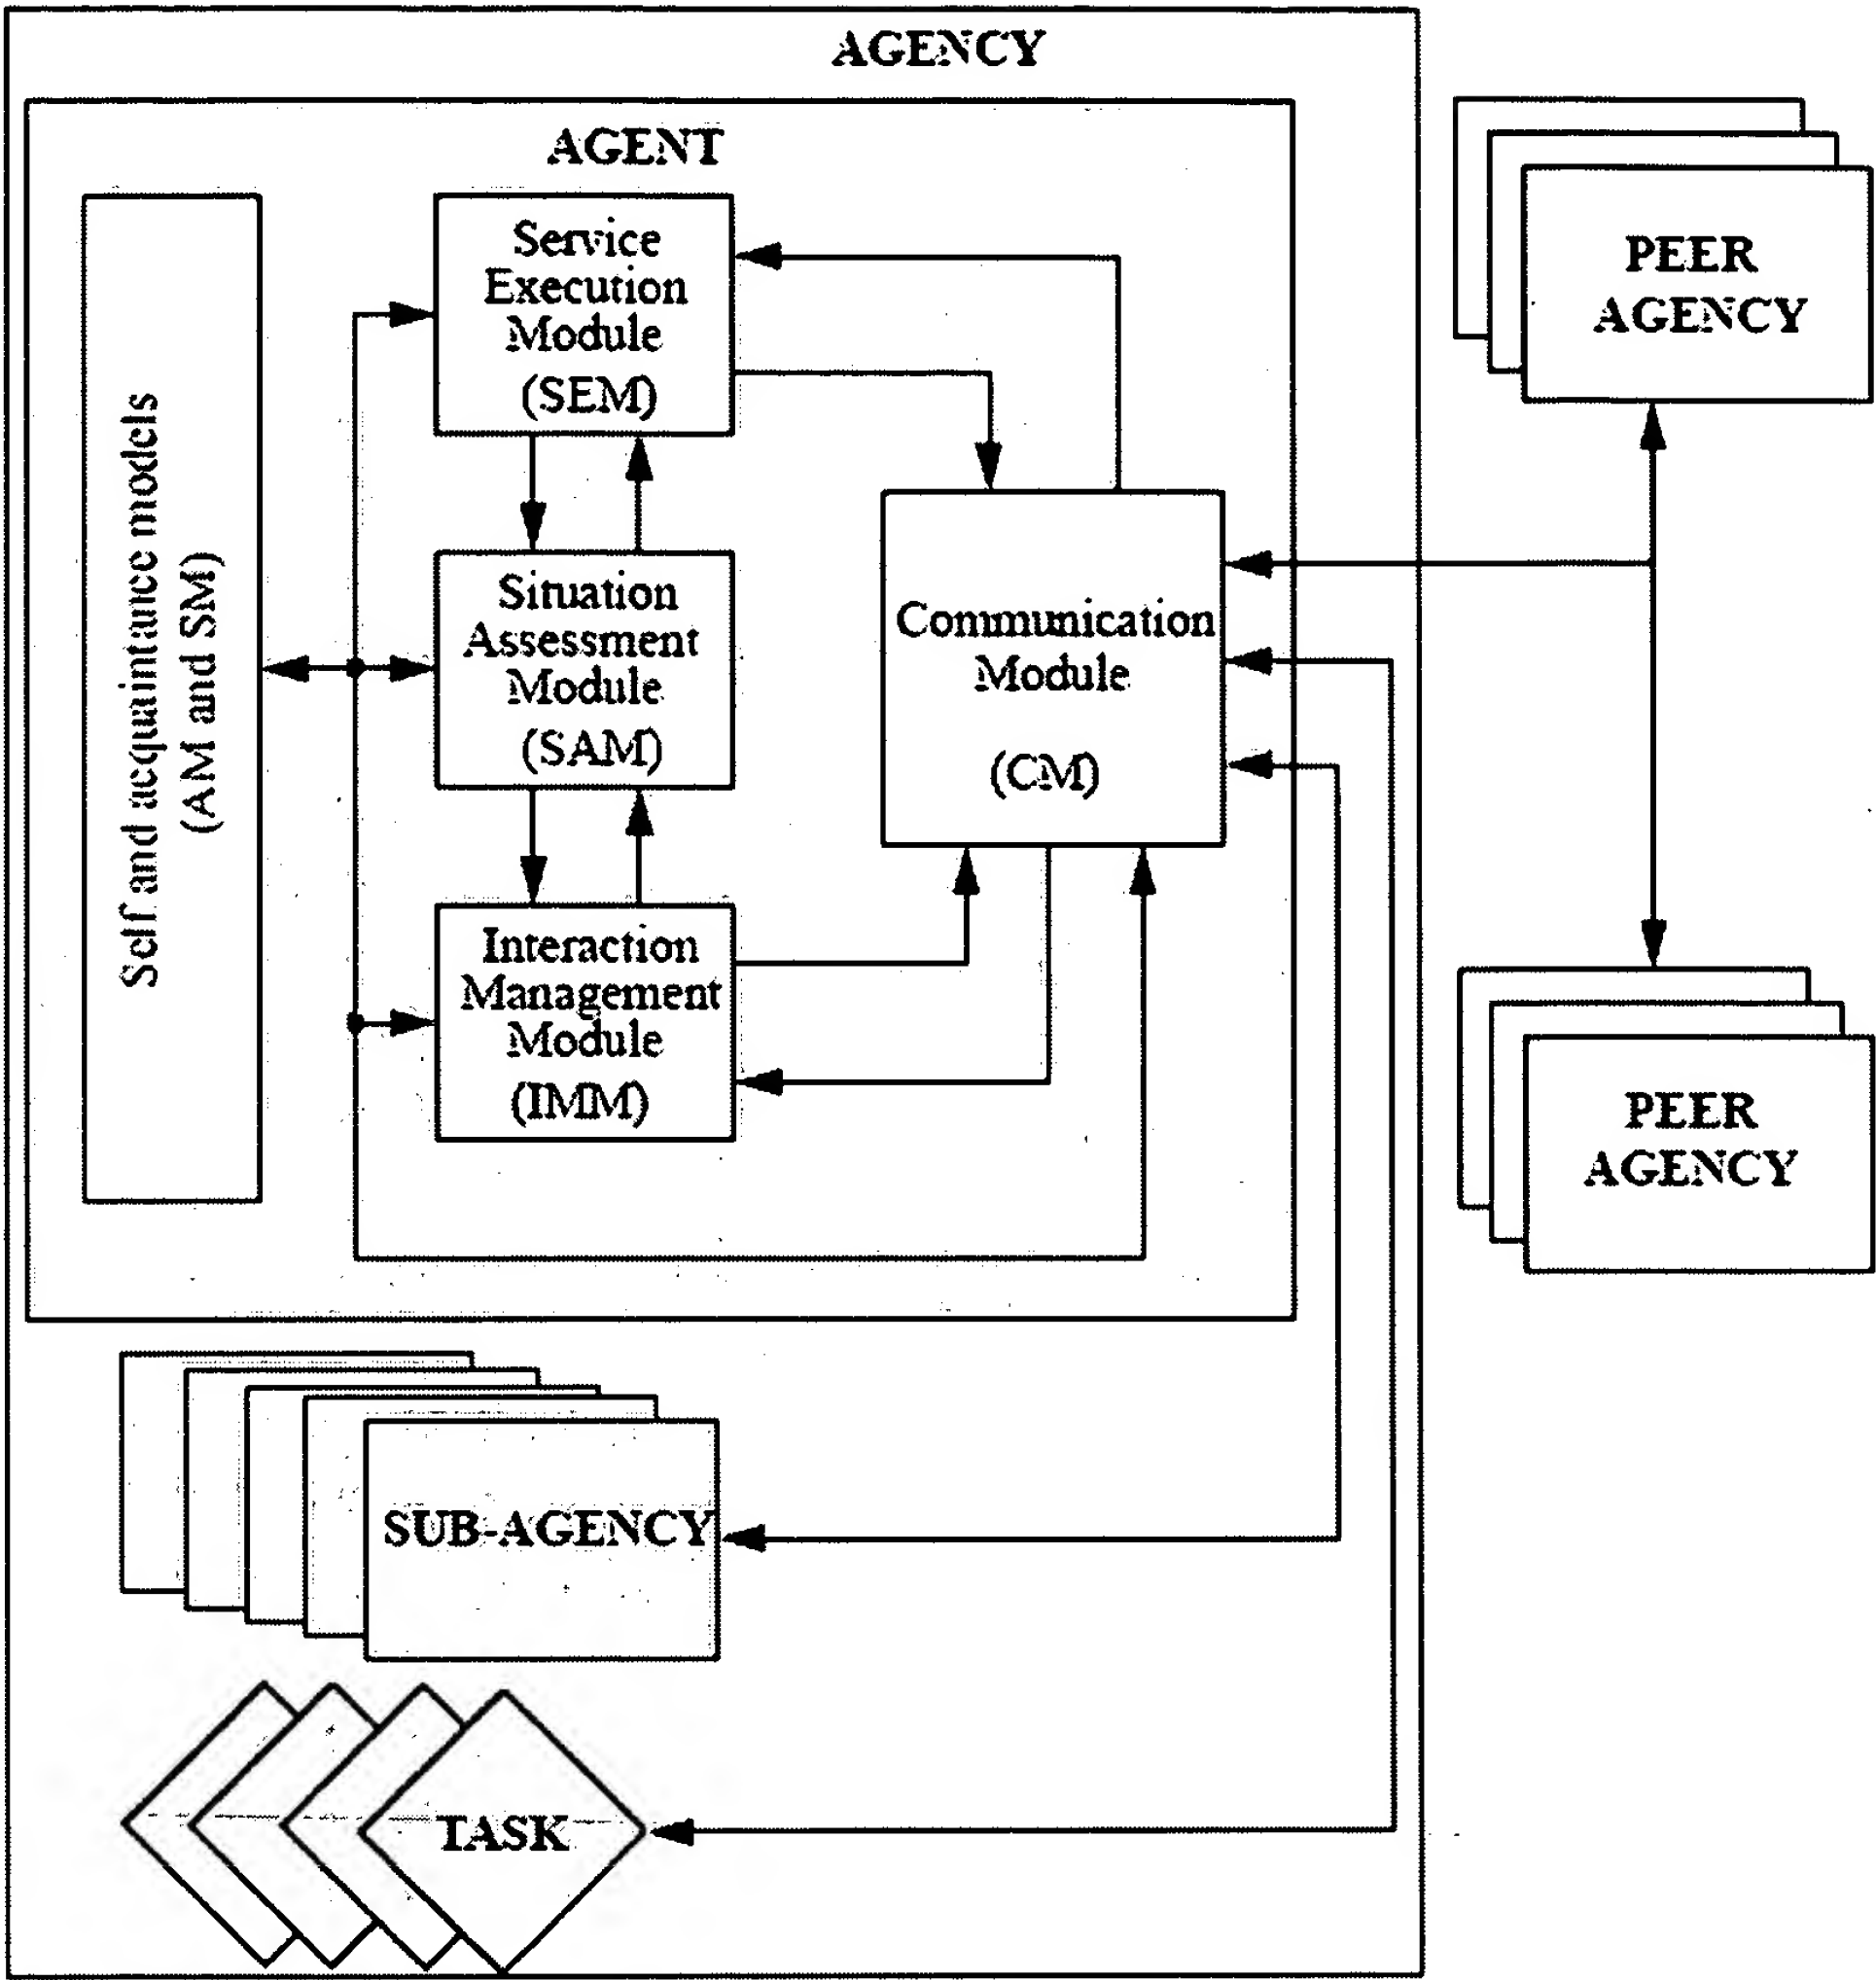 AGENCY
AGENT
Self and acquaintance models
(AM and SM)
Service
Execution
Module
(SEM)
Situation
Assessment
Module
(SAM)
Interaction
Management
Module
(IMM)
Communication
Module
(CM)
PEER
AGENCY
PEER
AGENCY
SUB-AGENCY
TASK